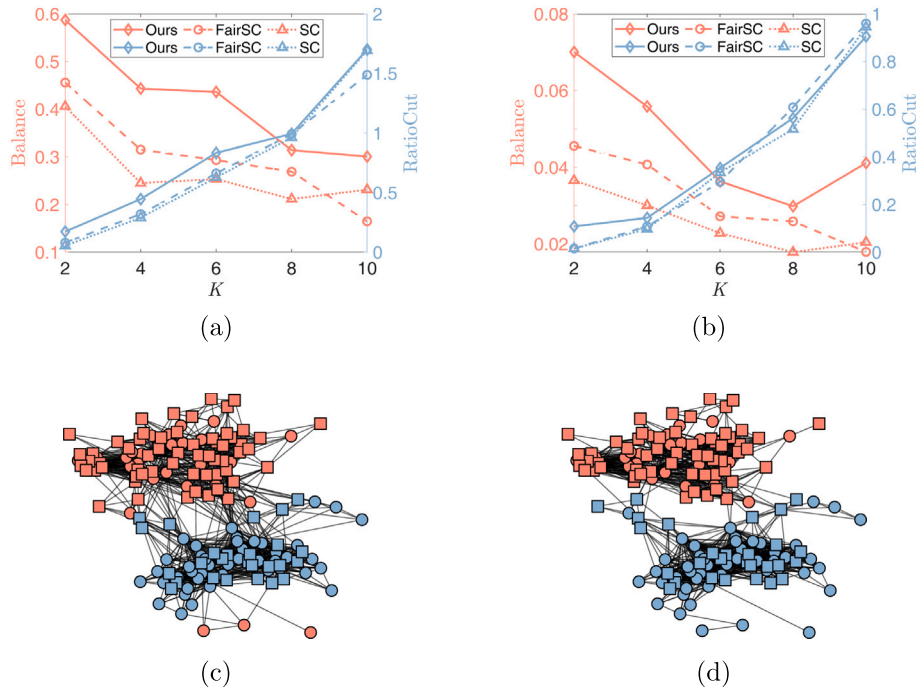 0.6
0.5
0.4
0.3
0.2
0.1
Balance
Ours FairSC SC
Ours FairSC SC
2
1.5
1
0.5
0
RatioCut
2 4 6 8 10
K
(a)
0.08
0.06
0.04
0.02
Balance
Ours FairSC SC
Ours FairSC SC
1
0.8
0.6
0.4
0.2
0
RatioCut
2 4 6 8 10
K
(b)
(c)
(d)